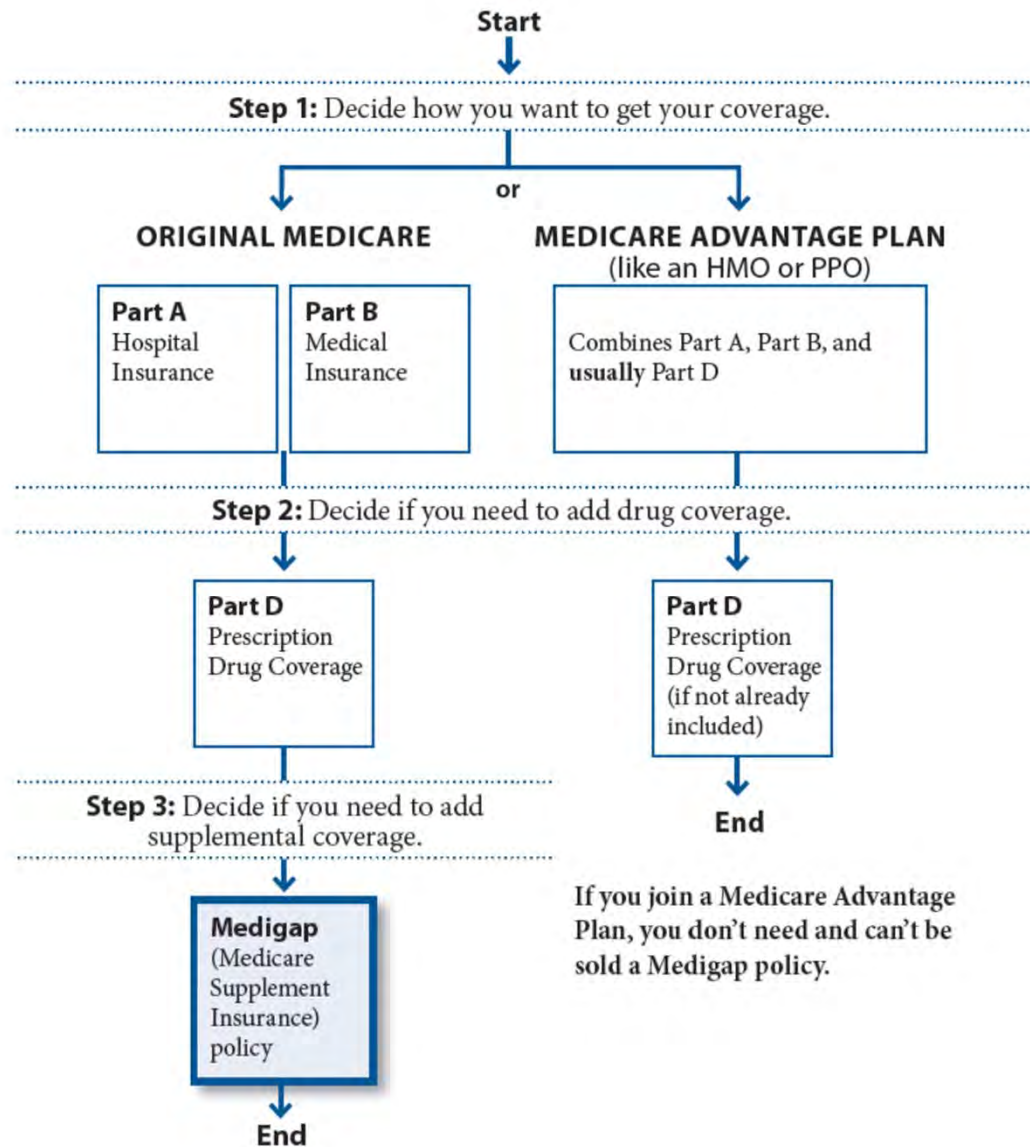 Start
Step 1: Decide how you want to get your coverage.
or
ORIGINAL MEDICARE
Part A
Hospital
Insurance
Part B
Medical
Insurance
MEDICARE ADVANTAGE PLAN
(like an HMO or PPO)
Combines Part A, Part B, and
usually Part D
Step 2: Decide if you need to add drug coverage.
Part D
Prescription
Drug Coverage
Part D
Prescription
Drug Coverage
(if not already
included)
End
Step 3: Decide if you need to add
supplemental coverage.
Medigap
(Medicare
Supplement
Insurance)
policy
End
If you join a Medicare Advantage
Plan, you don’t need and can’t be
sold a Medigap policy.